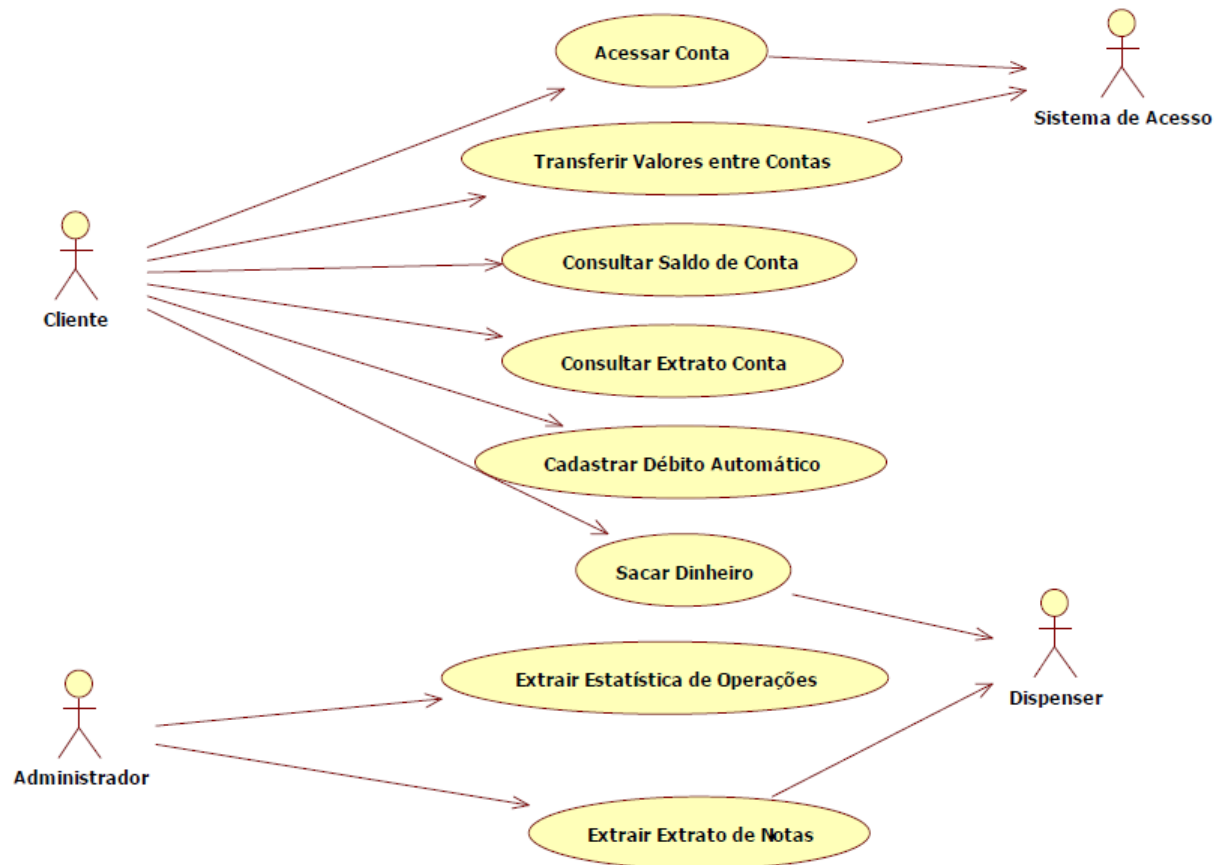 Acessar Conta
Sistema de Acesso
Transferir Valores entre Contas
Consultar Saldo de Conta
Cliente
Consultar Extrato Conta
Cadastrar Débito Automático
Sacar Dinheiro
Extrair Estatística de Operações
Dispenser
Administrador
Extrair Extrato de Notas